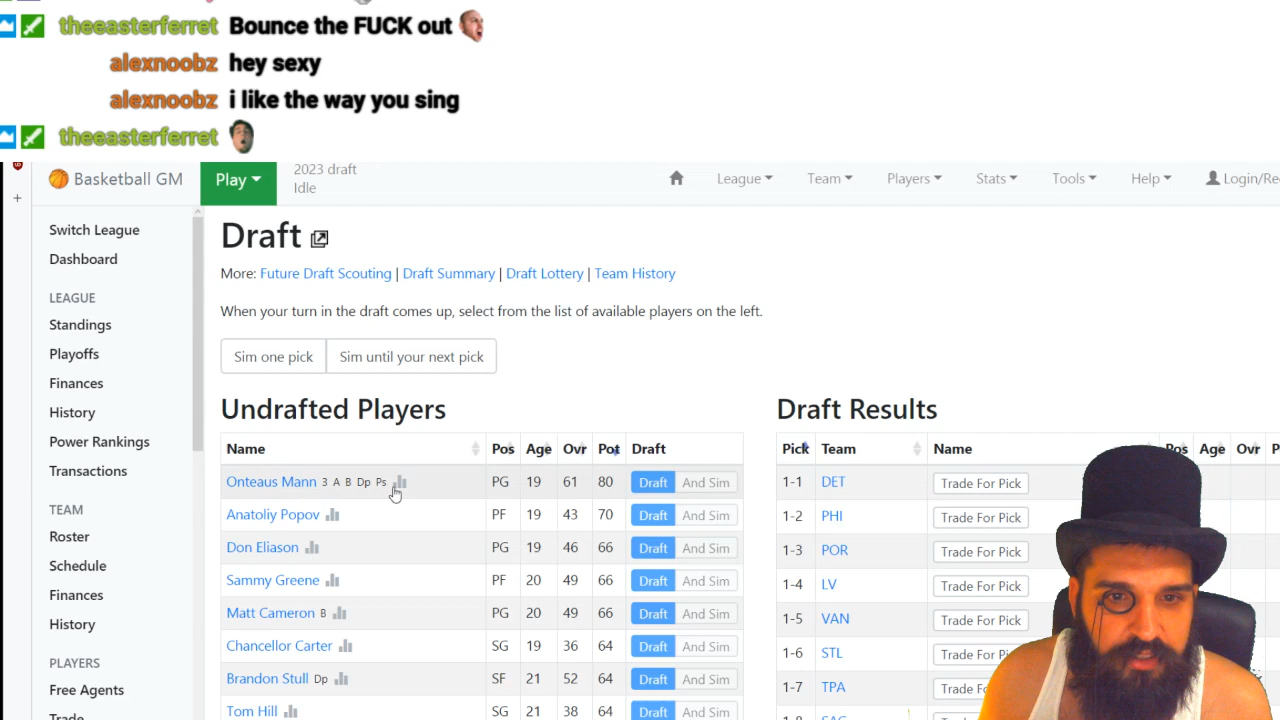 theeasterferret Bounce the FUCK out
alexnoobz hey sexy
alexnoobz i like the way you sing
theeasterferret
Basketball GM
Play
2023 draft
Idle
League
Team
Players
Stats
Tools
Help
Login/Re
Switch League
Dashboard
LEAGUE
Standings
Playoffs
Finances
History
Power Rankings
Transactions
TEAM
Roster
Schedule
Finances
History
PLAYERS
Free Agents
Trade
Draft
More: Future Draft Scouting | Draft Summary | Draft Lottery | Team History
When your turn in the draft comes up, select from the list of available players on the left.
Sim one pick Sim until your next pick
Undrafted Players
Name Pos Age Ovr Pot Draft
Onteaus Mann 3 A B Dp Ps PG 19 61 80 Draft And Sim
Anatoliy Popov PF 19 43 70 Draft And Sim
Don Eliason PG 19 46 66 Draft And Sim
Sammy Greene PF 20 49 66 Draft And Sim
Matt Cameron B PG 20 49 66 Draft And Sim
Chancellor Carter SG 19 36 64 Draft And Sim
Brandon Stull Dp SF 21 52 64 Draft And Sim
Tom Hill SG 21 38 64 Draft And Sim
Draft Results
Pick Team Name Pos Age Ovr P
1-1 DET Trade For Pick
1-2 PHI Trade For Pick
1-3 POR Trade For Pick
1-4 LV Trade For Pick
1-5 VAN Trade For Pick
1-6 STL Trade For Pick
1-7 TPA Trade Fo
1-8 SAC